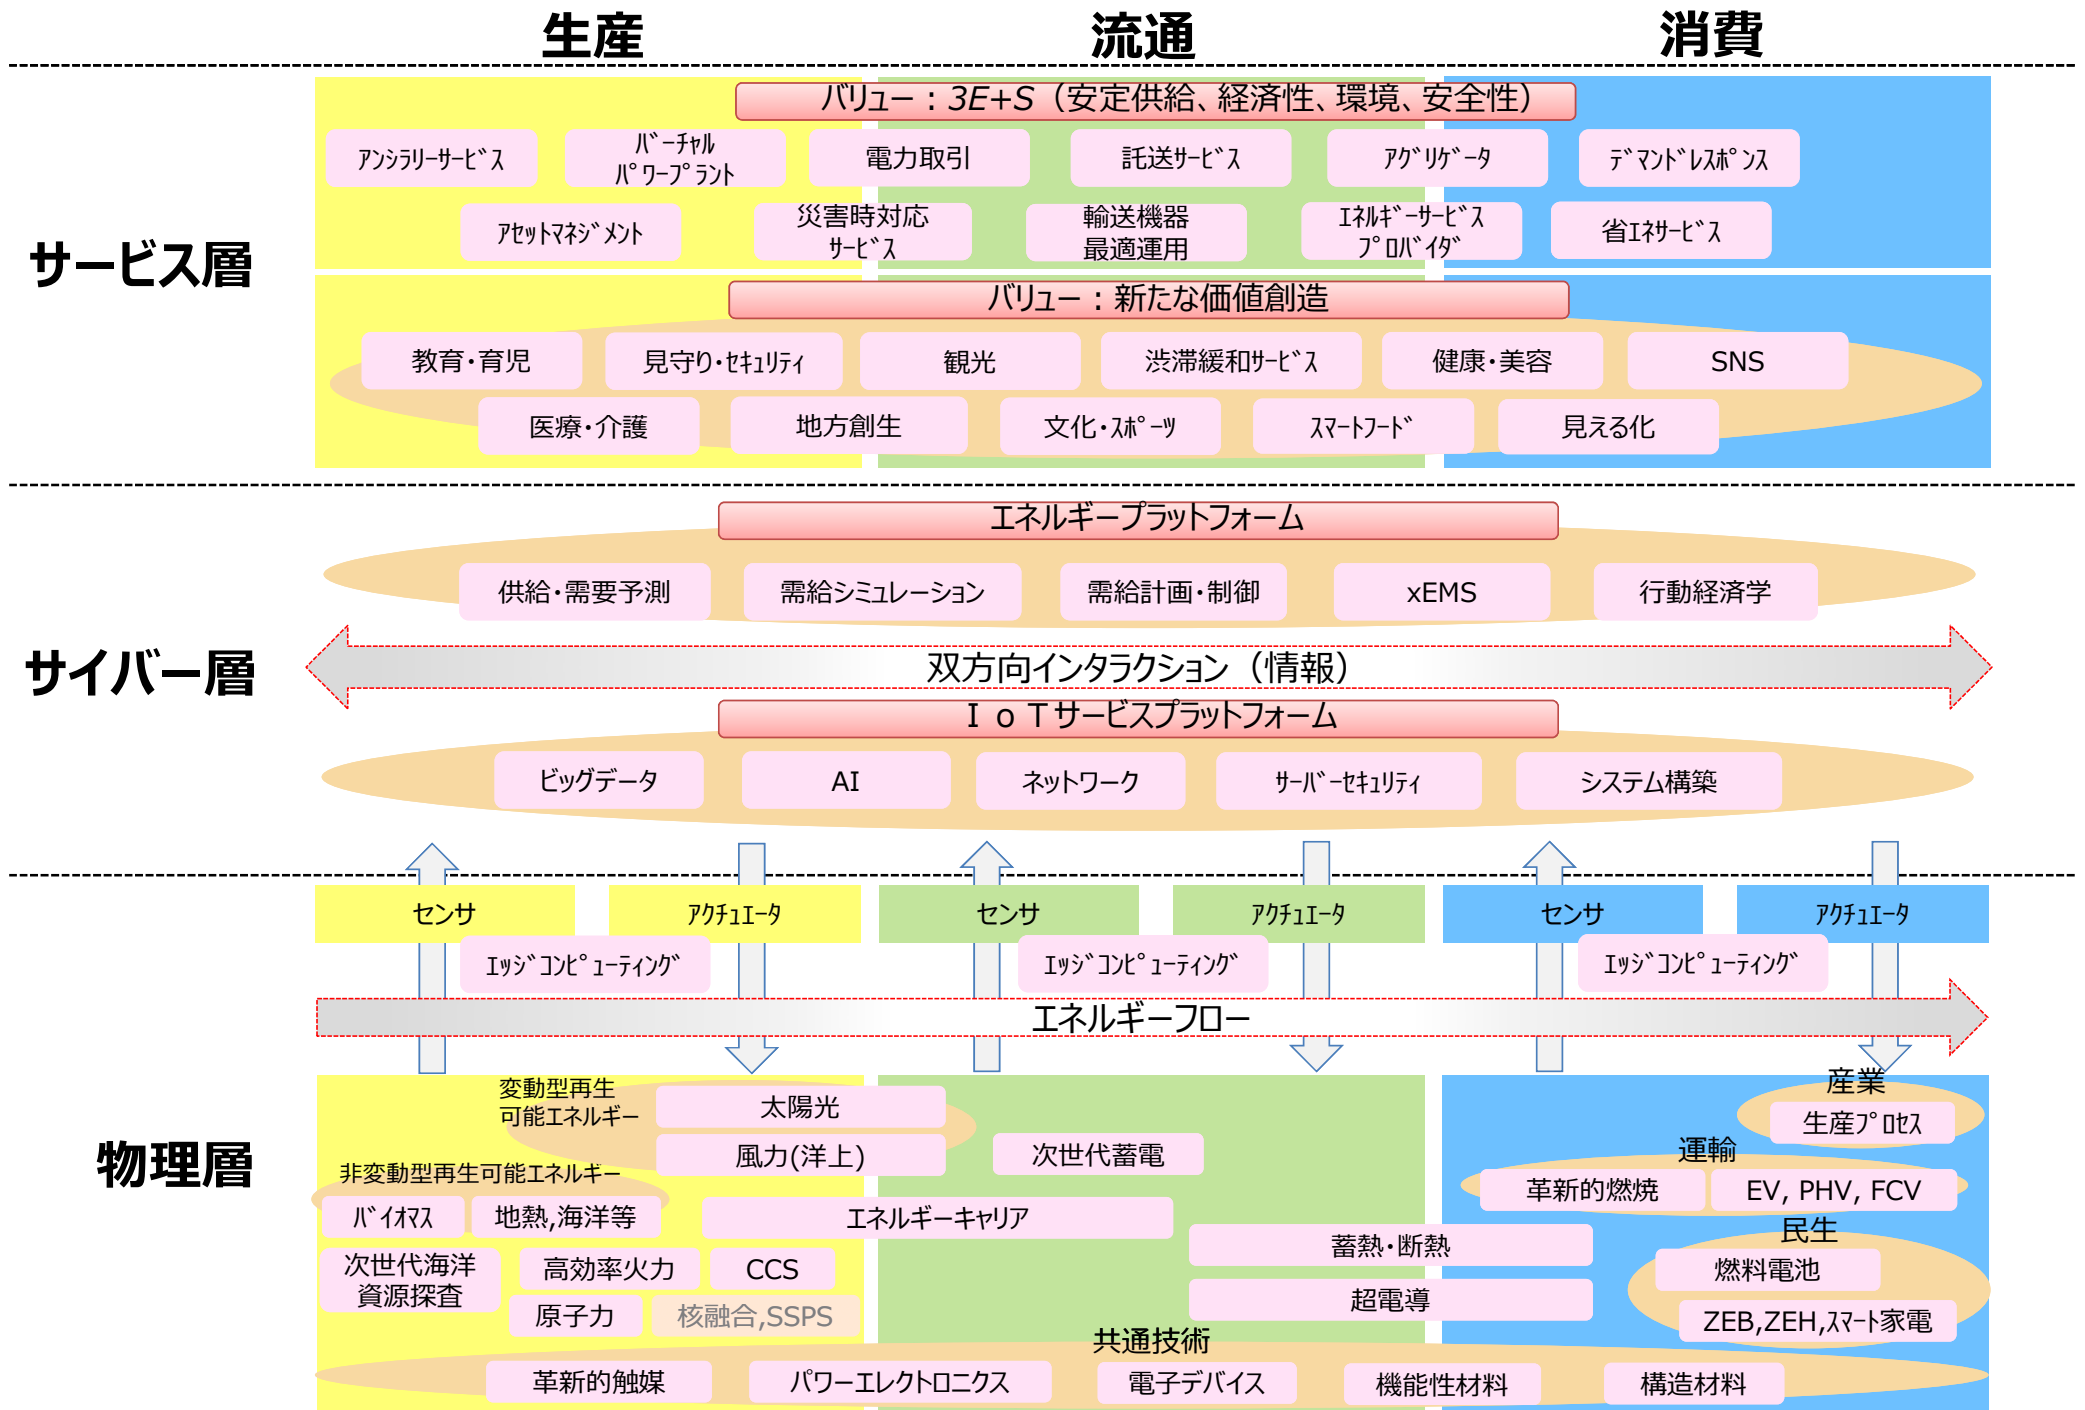 生産
流通
消費
サービス層
バリュー：3E+S（安定供給、経済性、環境、安全性）
ｱﾝｼﾗﾘｰｻｰﾋﾞｽ
ﾊﾞｰﾁｬﾙ
ﾊﾟﾜｰﾌﾟﾗﾝﾄ
電力取引
託送ｻｰﾋﾞｽ
ｱｸﾞﾘｹﾞｰﾀ
ﾃﾞﾏﾝﾄﾞﾚｽﾎﾟﾝｽ
ｱｾｯﾄﾏﾈｼﾞﾒﾝﾄ
災害時対応
ｻｰﾋﾞｽ
輸送機器
最適運用
ｴﾈﾙｷﾞｰｻｰﾋﾞｽ
ﾌﾟﾛﾊﾞｲﾀﾞ
省ｴﾈｻｰﾋﾞｽ
バリュー：新たな価値創造
教育・育児
見守り・ｾｷｭﾘﾃｨ
観光
渋滞緩和ｻｰﾋﾞｽ
健康・美容
SNS
医療・介護
地方創生
文化・ｽﾎﾟｰﾂ
ｽﾏｰﾄﾌｰﾄﾞ
見える化
サイバー層
エネルギープラットフォーム
供給・需要予測
需給シミュレーション
需給計画・制御
xEMS
行動経済学
双方向インタラクション（情報）
ＩｏＴサービスプラットフォーム
ビッグデータ
AI
ネットワーク
ｻｰﾊﾞｰｾｷｭﾘﾃｨ
システム構築
物理層
センサ
ｱｸﾁｭｴｰﾀ
センサ
ｱｸﾁｭｴｰﾀ
センサ
ｱｸﾁｭｴｰﾀ
ｴｯｼﾞｺﾝﾋﾟｭｰﾃｨﾝｸﾞ
ｴｯｼﾞｺﾝﾋﾟｭｰﾃｨﾝｸﾞ
ｴｯｼﾞｺﾝﾋﾟｭｰﾃｨﾝｸﾞ
エネルギーフロー
変動型再生
可能エネルギー
太陽光
風力(洋上)
次世代蓄電
非変動型再生可能エネルギー
ﾊﾞｲｵﾏｽ
地熱,海洋等
エネルギーキャリア
次世代海洋
資源探査
高効率火力
CCS
原子力
核融合,SSPS
蓄熱・断熱
超電導
産業
生産ﾌﾟﾛｾｽ
運輸
革新的燃焼
EV, PHV, FCV
民生
燃料電池
ZEB,ZEH,ｽﾏｰﾄ家電
共通技術
革新的触媒
パワーエレクトロニクス
電子デバイス
機能性材料
構造材料